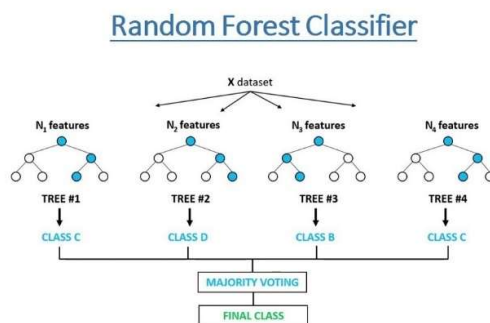 Random Forest Classifier
X dataset
N₁ features N₂ features N₃ features N₄ features
TREE #1 TREE #2 TREE #3 TREE #4
CLASS C CLASS D CLASS B CLASS C
MAJORITY VOTING
FINAL CLASS